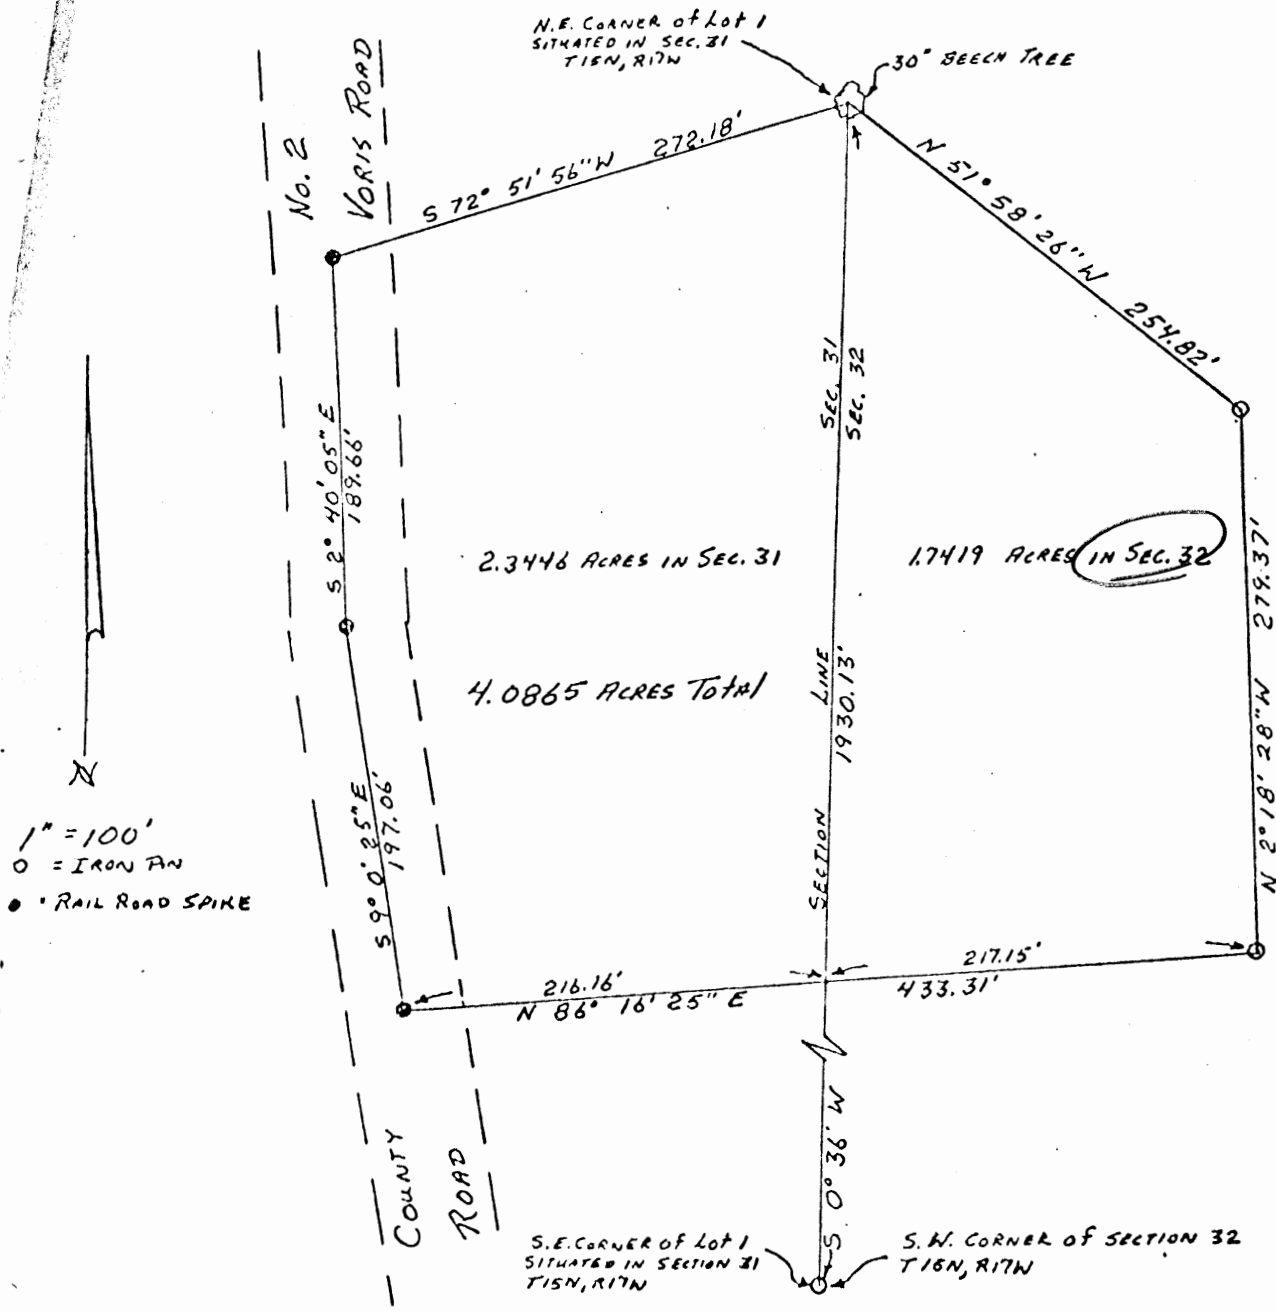 N.E. CORNER of Lot 1
SITUATED IN SEC. 31
T15N, R17W
30" BEECH TREE
No. 2
VORIS ROAD
S 72° 51' 56" W 272.18'
N 51° 58' 26" W 254.82'
SEC. 31
SEC. 32
S 2° 40' 05" E
189.66'
2.3446 ACRES IN SEC. 31
1.7419 ACRES IN SEC. 32
N 2° 18' 28" W 279.37'
4.0865 ACRES TOTAL
SECTION LINE
1930.13'
S 9° 0' 25" E
197.06'
N
1" = 100'
O = IRON PIN
● = RAIL ROAD SPIKE
216.16'
N 86° 16' 25" E
217.15'
433.31'
S 0° 36' W
COUNTY
ROAD
S.E. CORNER of Lot 1
SITUATED IN SECTION 31
T15N, R17W
S.W. CORNER of SECTION 32
T15N, R17W